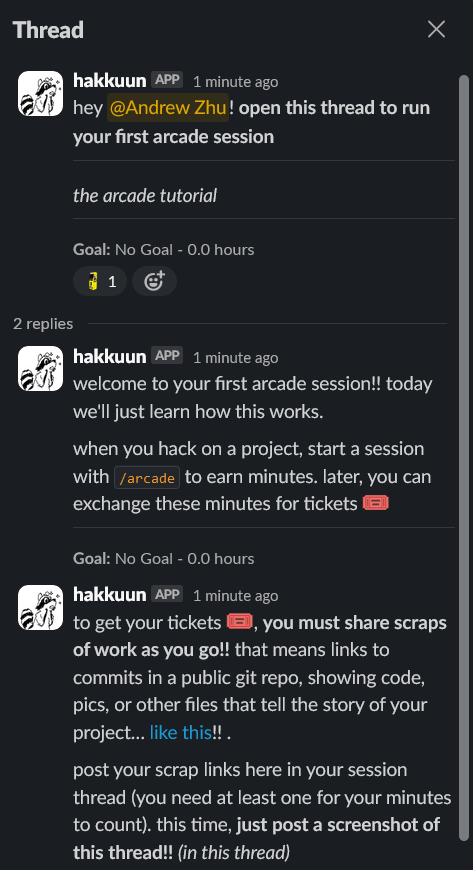 Thread
hakkuun APP 1 minute ago
hey @Andrew Zhu! open this thread to run
your first arcade session
the arcade tutorial
Goal: No Goal - 0.0 hours
1
2 replies
hakkuun APP 1 minute ago
welcome to your first arcade session!! today
we'll just learn how this works.
when you hack on a project, start a session
with /arcade to earn minutes. later, you can
exchange these minutes for tickets
Goal: No Goal - 0.0 hours
hakkuun APP 1 minute ago
to get your tickets , you must share scraps
of work as you go!! that means links to
commits in a public git repo, showing code,
pics, or other files that tell the story of your
project... like this!! .
post your scrap links here in your session
thread (you need at least one for your minutes
to count). this time, just post a screenshot of
this thread!! (in this thread)